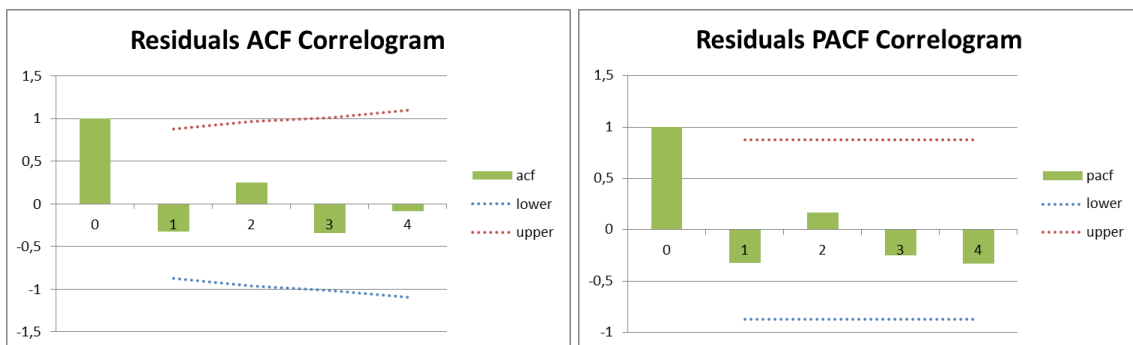 Residuals ACF Correlogram
1,5
1
0,5
0
-0,5
-1
-1,5
0 1 2 3 4
acf
lower
upper
Residuals PACF Correlogram
1,5
1
0,5
0
-0,5
-1
0 1 2 3 4
pacf
lower
upper